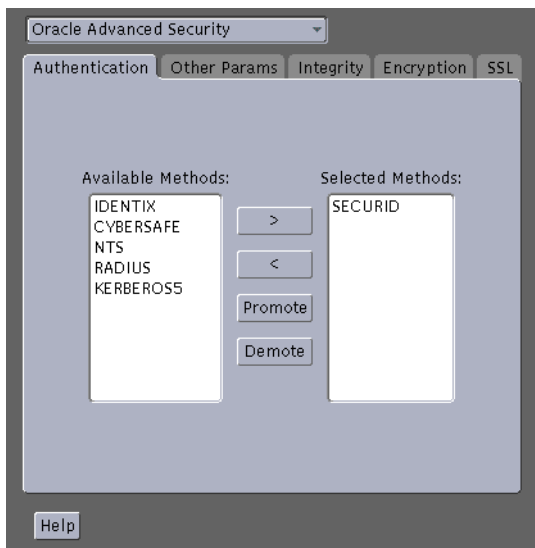 Oracle Advanced Security
Authentication Other Params Integrity Encryption SSL
Available Methods: Selected Methods:
IDENTIX
CYBERSAFE
NTS
RADIUS
KERBEROS5
>
<
Promote
Demote
SECURID
Help